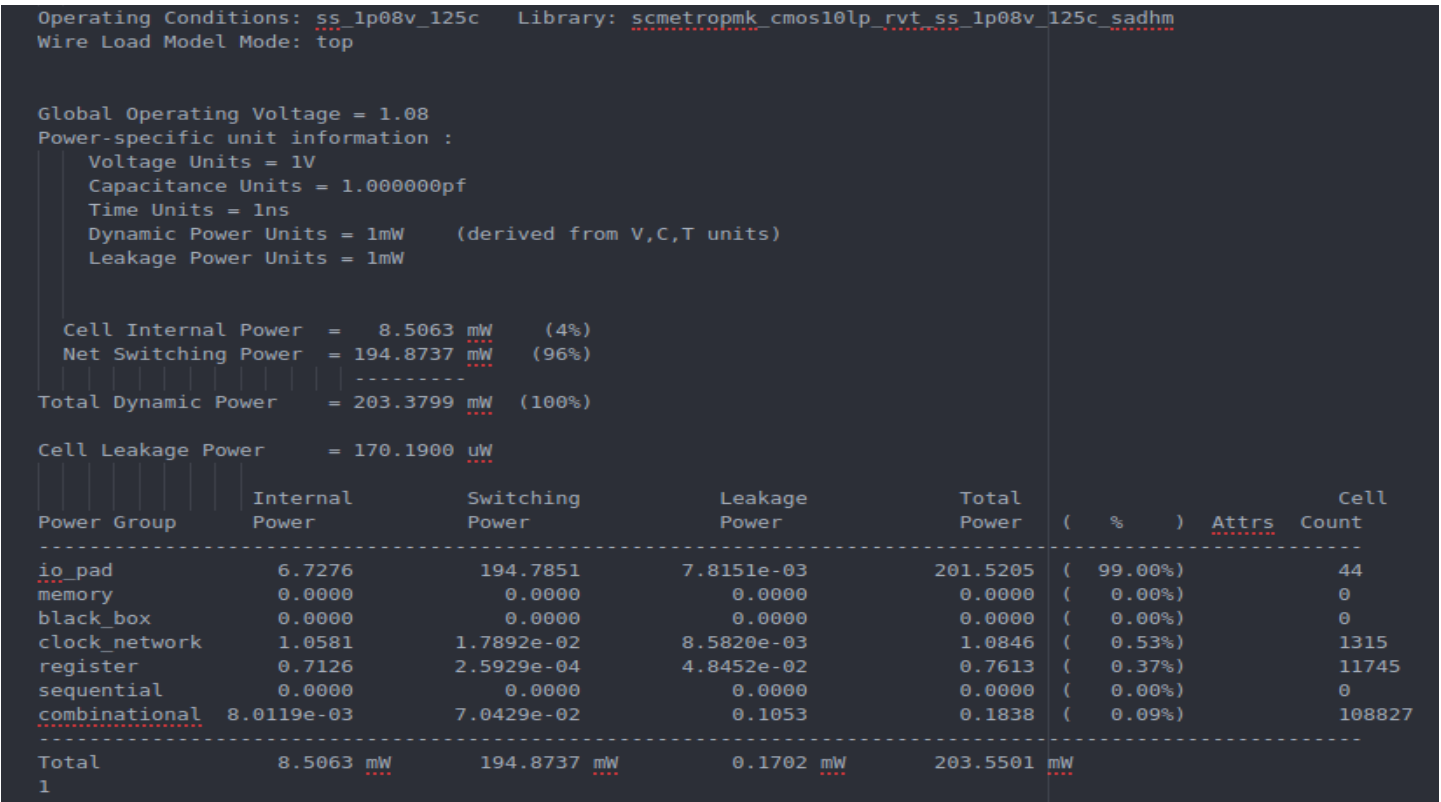 Operating Conditions: ss_1p08v_125c   Library: scmetropmk_cmos10lp_rvt_ss_1p08v_125c_sadhm
Wire Load Model Mode: top
Global Operating Voltage = 1.08
Power-specific unit information :
Voltage Units = 1V
Capacitance Units = 1.000000pf
Time Units = 1ns
Dynamic Power Units = 1mW    (derived from V,C,T units)
Leakage Power Units = 1mW
Cell Internal Power  =   8.5063 mW    (4%)
Net Switching Power  = 194.8737 mW   (96%)
---------
Total Dynamic Power    = 203.3799 mW  (100%)
Cell Leakage Power     = 170.1900 uW
Internal         Switching           Leakage            Total                         Cell
Power Group      Power            Power               Power            Power   (   %    )  Attrs  Count
---------------------------------------------------------------------------------------------------------
io_pad             6.7276          194.7851        7.8151e-03        201.5205  (  99.00%)            44
memory             0.0000            0.0000            0.0000          0.0000  (   0.00%)            0
black_box          0.0000            0.0000            0.0000          0.0000  (   0.00%)            0
clock_network      1.0581        1.7892e-02        8.5820e-03          1.0846  (   0.53%)            1315
register           0.7126        2.5929e-04        4.8452e-02          0.7613  (   0.37%)            11745
sequential         0.0000            0.0000            0.0000          0.0000  (   0.00%)            0
combinational  8.0119e-03        7.0429e-02            0.1053          0.1838  (   0.09%)            108827
---------------------------------------------------------------------------------------------------------
Total              8.5063 mW       194.8737 mW         0.1702 mW     203.5501 mW
1